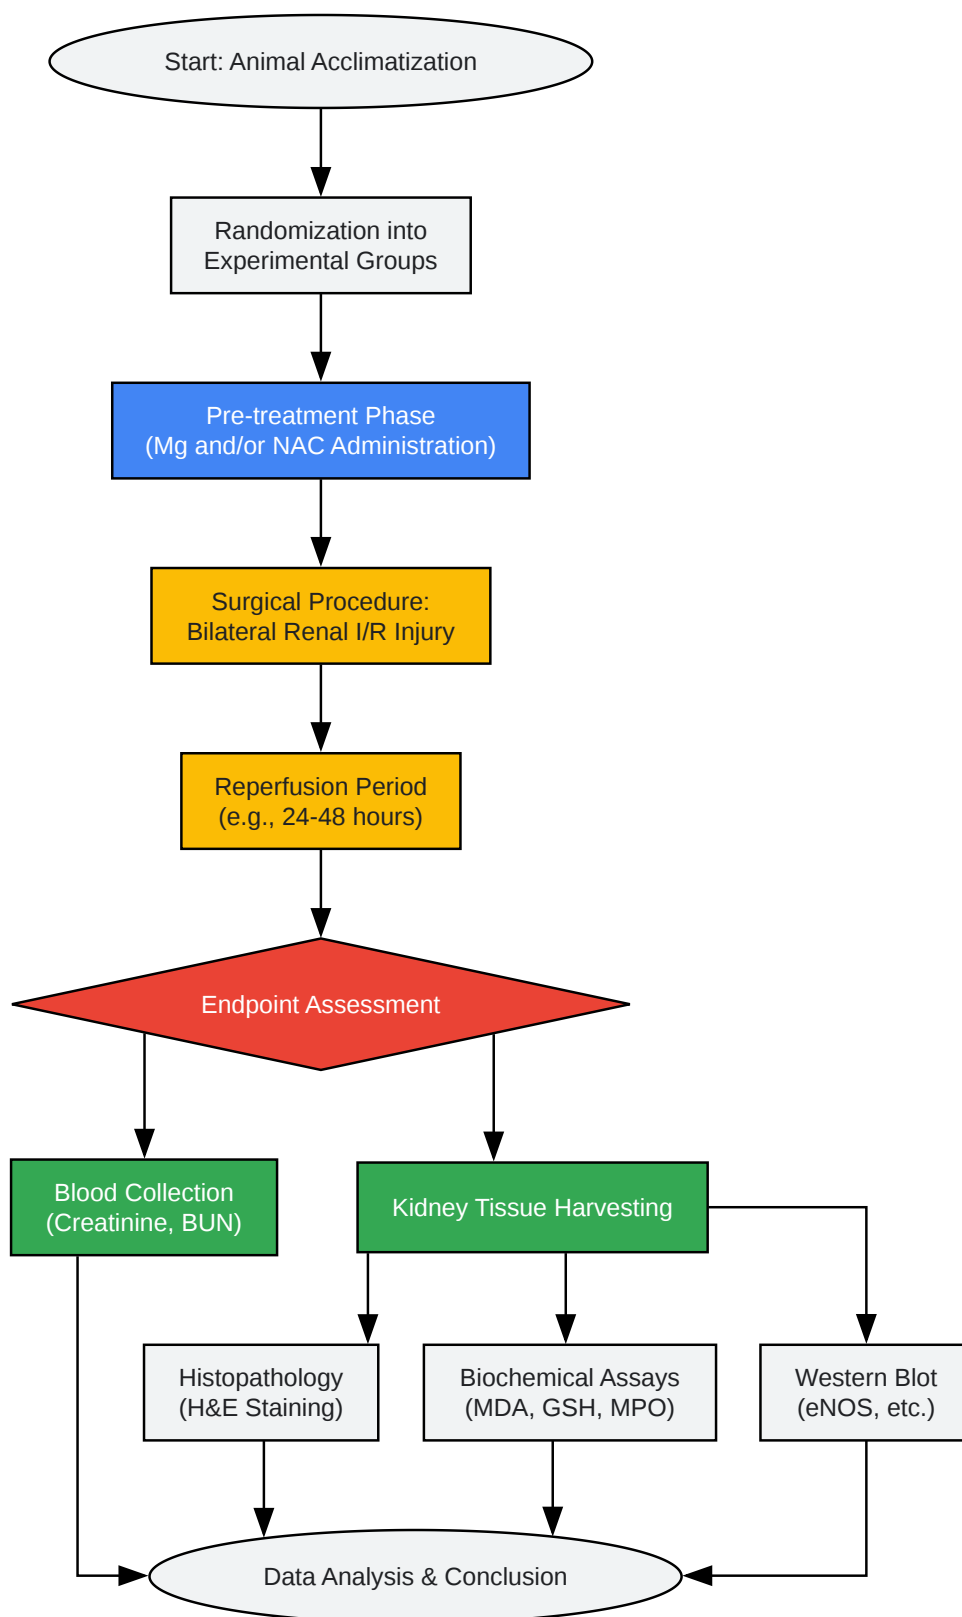 Start: Animal Acclimatization
Randomization into
Experimental Groups
Pre-treatment Phase
(Mg and/or NAC Administration)
Surgical Procedure:
Bilateral Renal I/R Injury
Reperfusion Period
(e.g., 24-48 hours)
Endpoint Assessment
Blood Collection
(Creatinine, BUN)
Kidney Tissue Harvesting
Histopathology
(H&E Staining)
Biochemical Assays
(MDA, GSH, MPO)
Western Blot
(eNOS, etc.)
Data Analysis & Conclusion